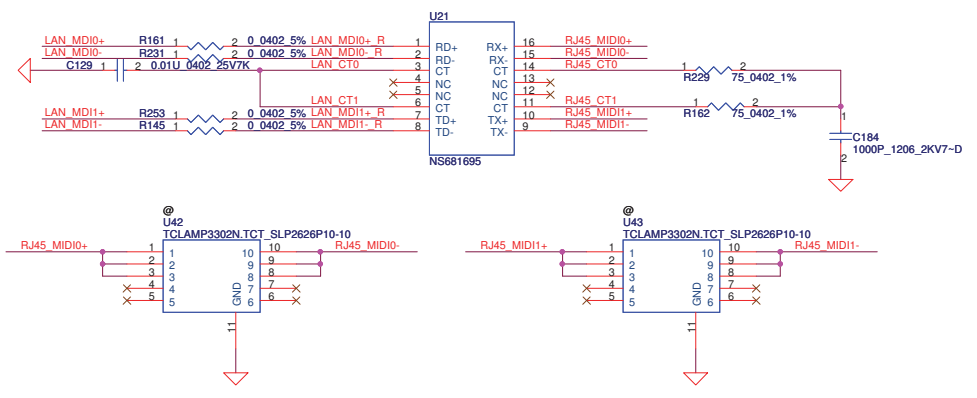 U21
LAN_MDI0+ R161 1 2 0_0402_5% LAN_MDI0+_R 1 RD+ RX+ 16 RJ45_MIDI0+
LAN_MDI0- R231 1 2 0_0402_5% LAN_MDI0-_R 2 RD- RX- 15 RJ45_MIDI0-
C129 1 2 0.01U_0402_25V7K LAN_CT0 3 CT CT 14 RJ45_CT0 1 2
R229 75_0402_1%
4 NC NC 13
5 NC NC 12
LAN_CT1 6 CT CT 11 RJ45_CT1 1 2
R162 75_0402_1%
LAN_MDI1+ R253 1 2 0_0402_5% LAN_MDI1+_R 7 TD+ TX+ 10 RJ45_MIDI1+
LAN_MDI1- R145 1 2 0_0402_5% LAN_MDI1-_R 8 TD- TX- 9 RJ45_MIDI1-
NS681695
1
C184
1000P_1206_2KV7~D
2
@
U42
TCLAMP3302N.TCT_SLP2626P10-10
RJ45_MIDI0+ 1 1 10 10 RJ45_MIDI0-
2 2 9 9
3 3 8 8
4 4 7 7
5 5 6 6
GND
11
@
U43
TCLAMP3302N.TCT_SLP2626P10-10
RJ45_MIDI1+ 1 1 10 10 RJ45_MIDI1-
2 2 9 9
3 3 8 8
4 4 7 7
5 5 6 6
GND
11